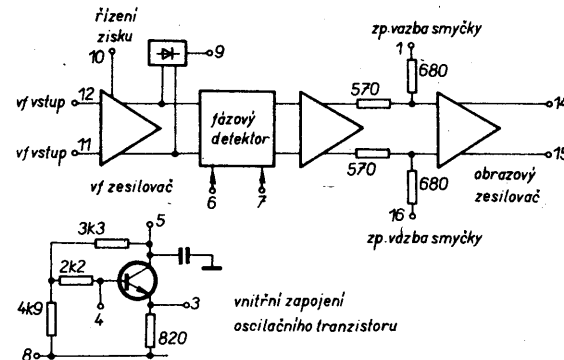 řízení
zisku
10
9
zp. vazba smyčky
1
680
570
vf vstup
12
14
fázový
detektor
vf vstup
11
15
570
680
obrazový
zesilovač
vf zesilovač
6
7
16
zp. vazba smyčky
5
3k3
2k2
4
3
4k9
820
8
vnitřní zapojení
oscilačního tranzistoru